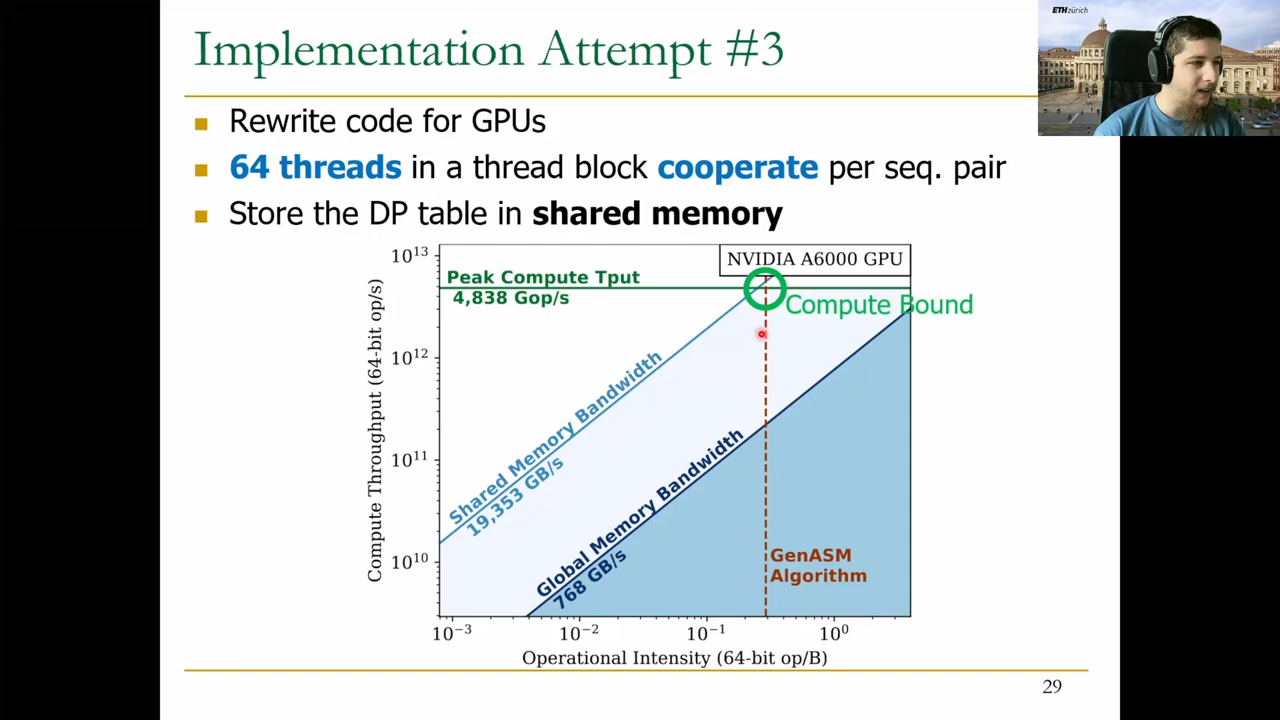 Implementation Attempt #3
ETH zürich
Rewrite code for GPUs
64 threads in a thread block cooperate per seq. pair
Store the DP table in shared memory
10^13
NVIDIA A6000 GPU
Peak Compute Tput
4,838 Gop/s
Compute Bound
10^12
Shared Memory Bandwidth
19,353 GB/s
10^11
Global Memory Bandwidth
768 GB/s
10^10
GenASM
Algorithm
Compute Throughput (64-bit op/s)
10^-3
10^-2
10^-1
10^0
Operational Intensity (64-bit op/B)
29